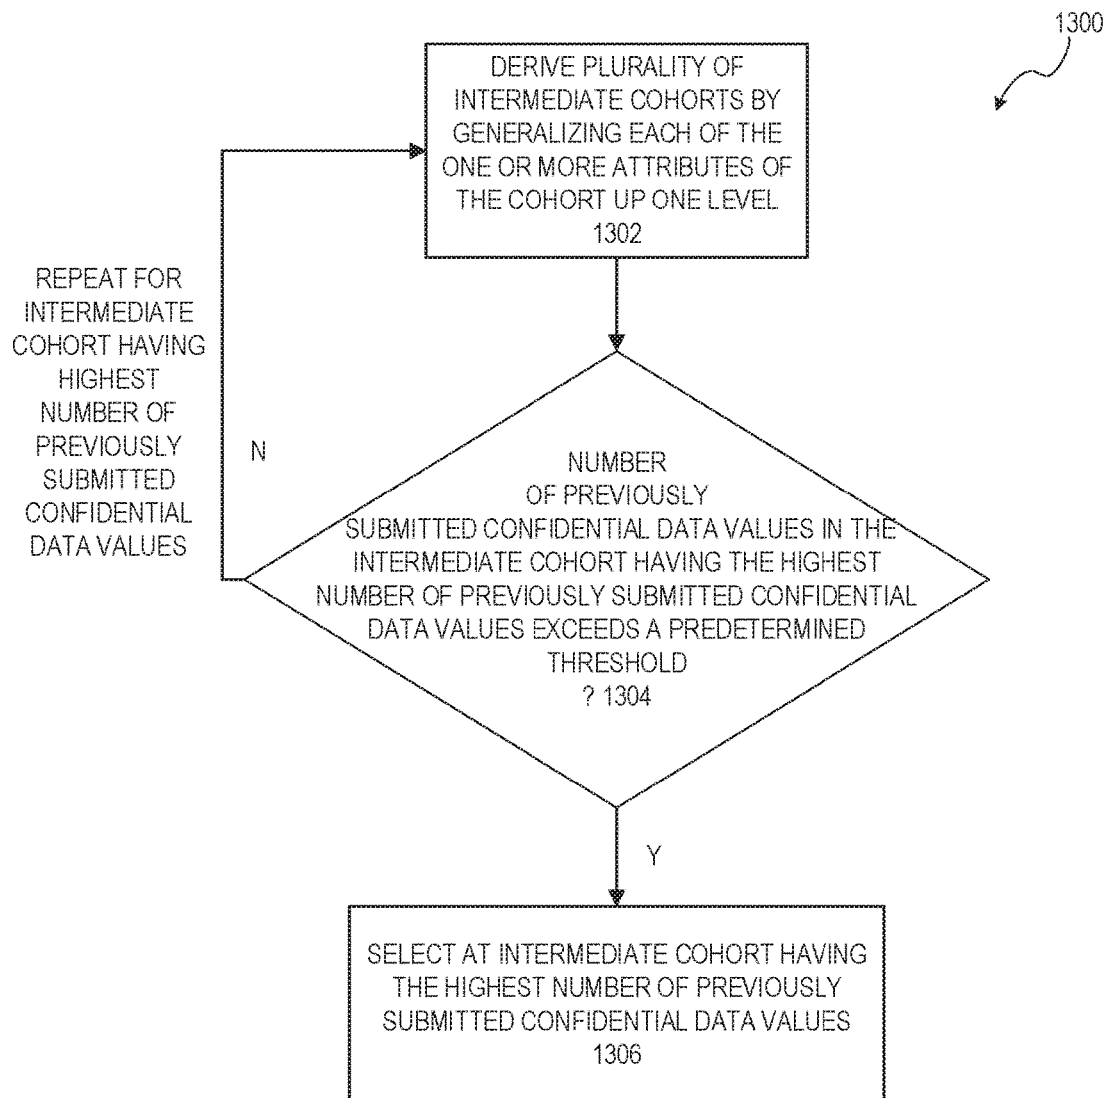 1300
DERIVE PLURALITY OF
INTERMEDIATE COHORTS BY
GENERALIZING EACH OF THE
ONE OR MORE ATTRIBUTES OF
THE COHORT UP ONE LEVEL
1302
REPEAT FOR
INTERMEDIATE
COHORT HAVING
HIGHEST
NUMBER OF
PREVIOUSLY
SUBMITTED
CONFIDENTIAL
DATA VALUES
N
NUMBER
OF PREVIOUSLY
SUBMITTED CONFIDENTIAL DATA VALUES IN THE
INTERMEDIATE COHORT HAVING THE HIGHEST
NUMBER OF PREVIOUSLY SUBMITTED CONFIDENTIAL
DATA VALUES EXCEEDS A PREDETERMINED
THRESHOLD
? 1304
Y
SELECT AT INTERMEDIATE COHORT HAVING
THE HIGHEST NUMBER OF PREVIOUSLY
SUBMITTED CONFIDENTIAL DATA VALUES
1306